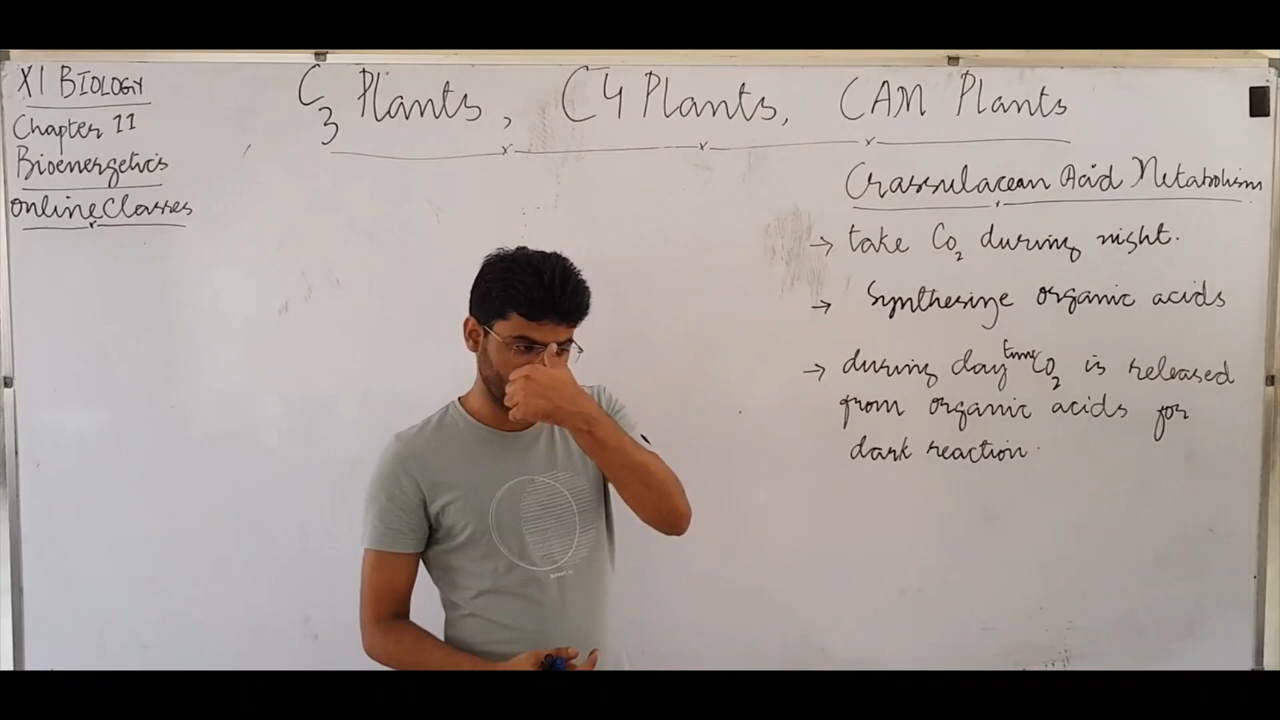 XI BIOLOGY
Chapter 11
Bioenergetics
Online Classes
C3 Plants, C4 Plants, CAM Plants
Crassulacean Acid Metabolism
→ take Co2 during night.
→ Synthesize organic acids
→ during day time Co2 is released
from organic acids for
dark reaction.